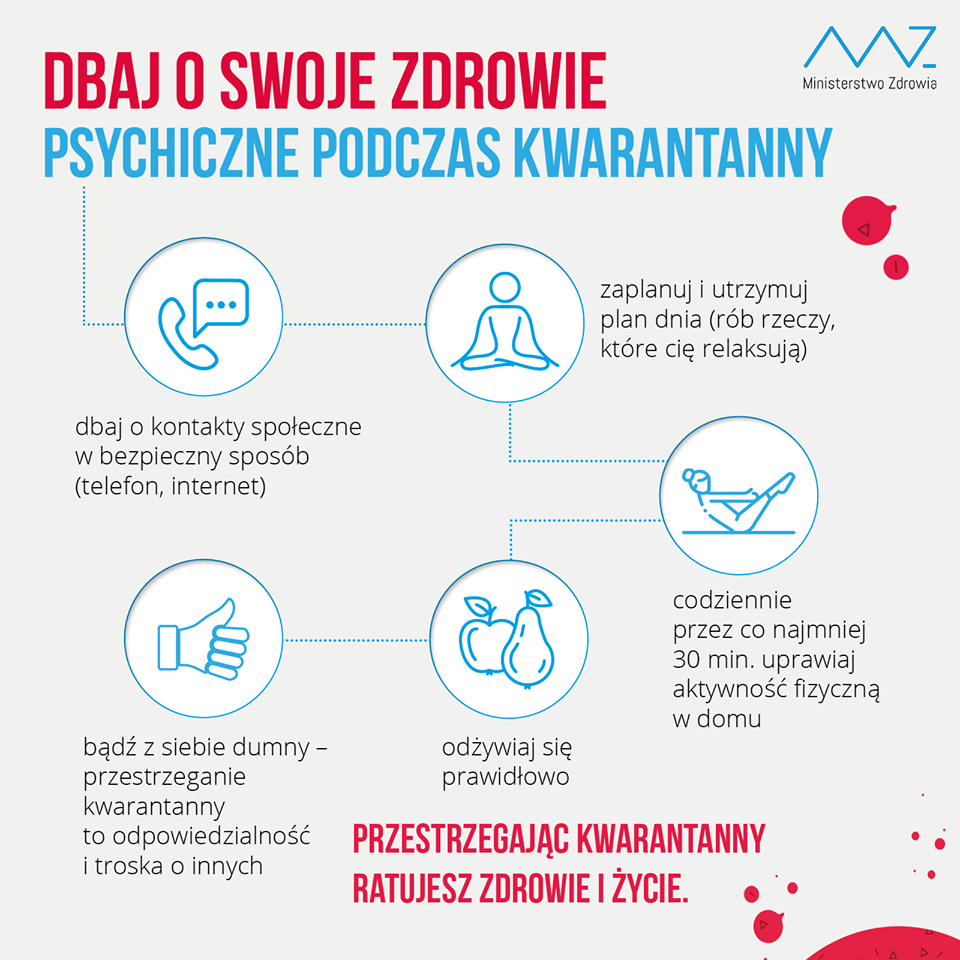 DBAJ O SWOJE ZDROWIE
PSYCHICZNE PODCZAS KWARANTANNY
Ministerstwo Zdrowia
dbaj o kontakty społeczne
w bezpieczny sposób
(telefon, internet)
zaplanuj i utrzymuj
plan dnia (rób rzeczy,
które cię relaksują)
codziennie
przez co najmniej
30 min. uprawiaj
aktywność fizyczną
w domu
odżywiaj się
prawidłowo
bądź z siebie dumny –
przestrzeganie
kwarantanny
to odpowiedzialność
i troska o innych
PRZESTRZEGAJĄC KWARANTANNY
RATUJESZ ZDROWIE I ŻYCIE.